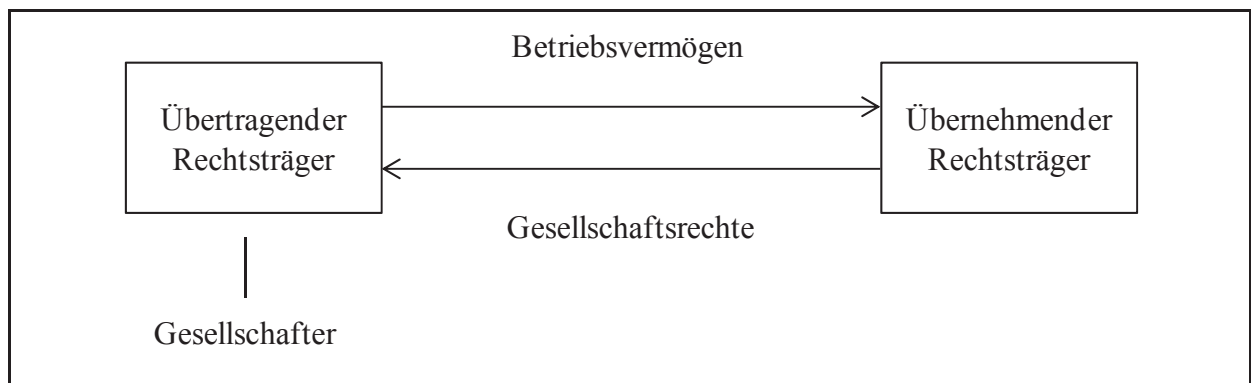 Betriebsvermögen
Übertragender
Rechtsträger
Übernehmender
Rechtsträger
Gesellschaftsrechte
Gesellschafter